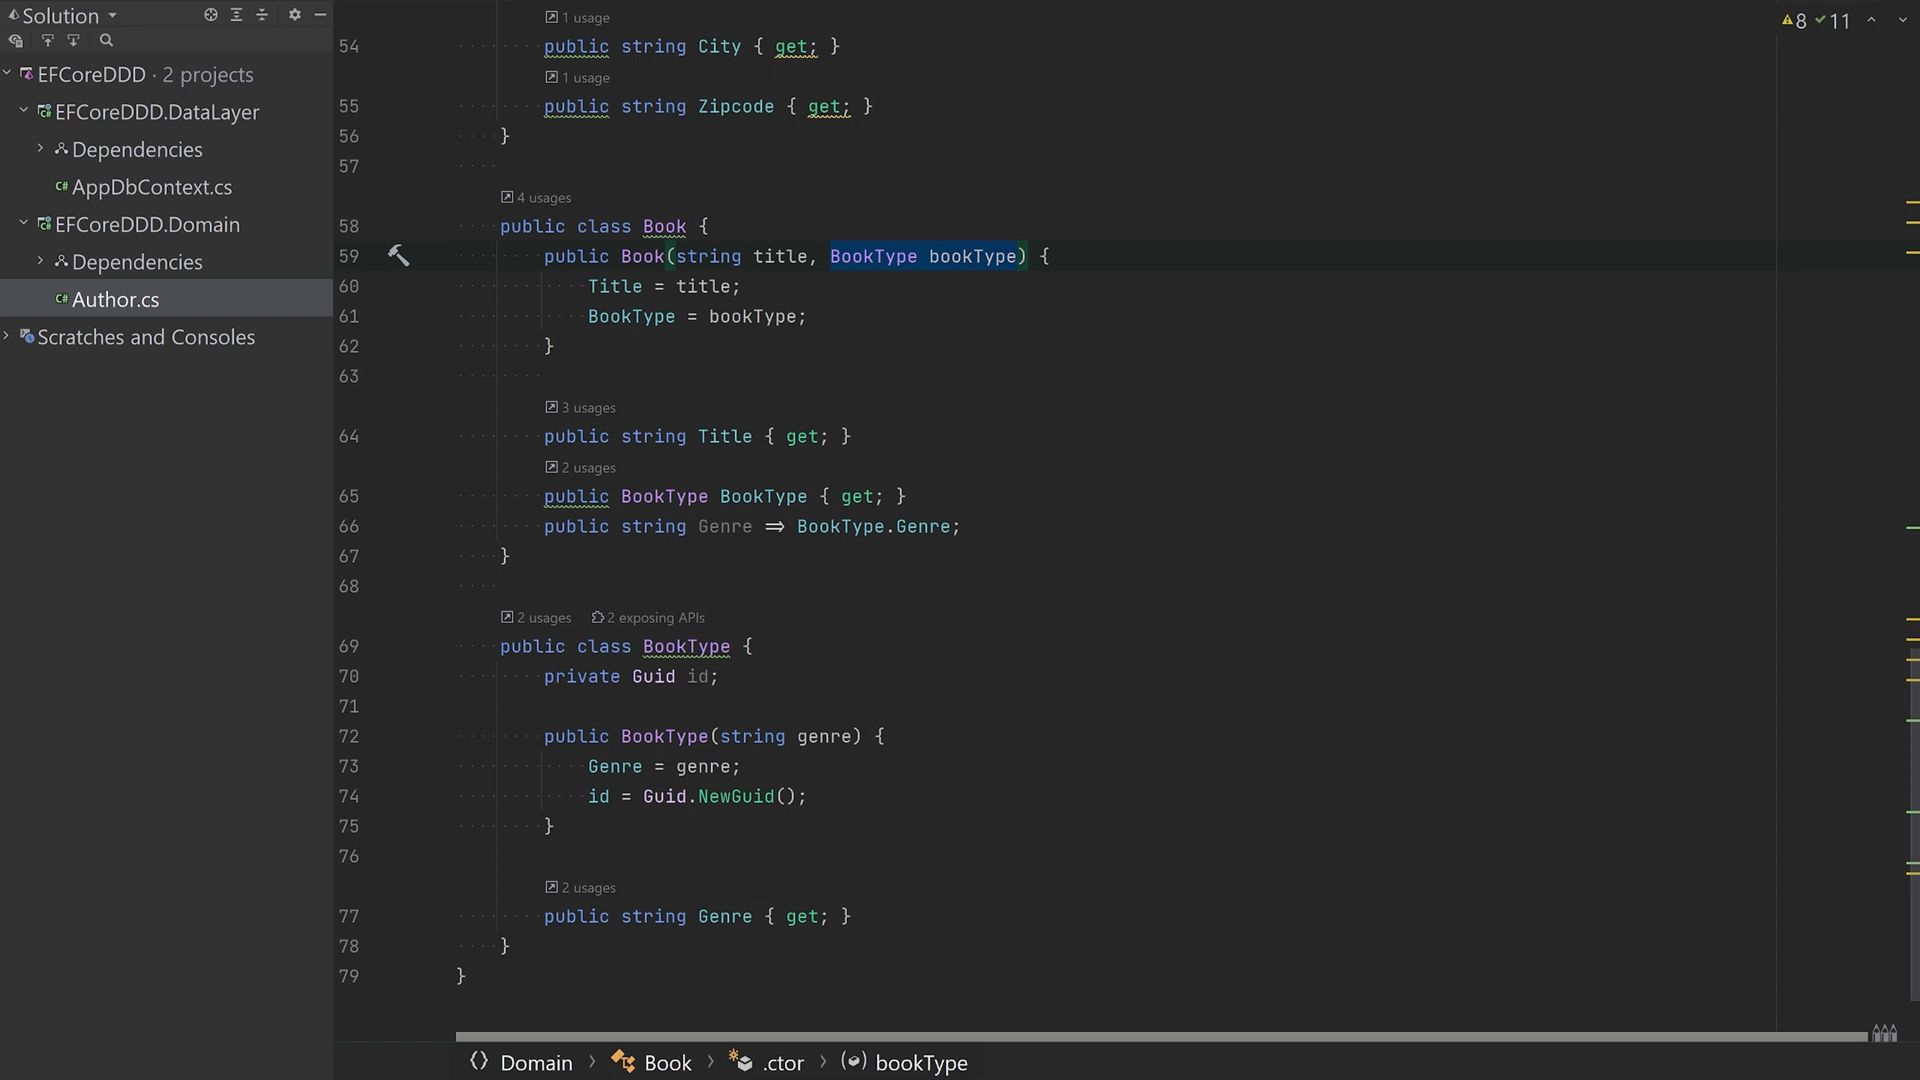 Solution
EFCoreDDD · 2 projects
EFCoreDDD.DataLayer
Dependencies
C# AppDbContext.cs
EFCoreDDD.Domain
Dependencies
C# Author.cs
Scratches and Consoles
8 11
1 usage
54 public string City { get; }
1 usage
55 public string Zipcode { get; }
56 }
57
4 usages
58 public class Book {
59 public Book(string title, BookType bookType) {
60 Title = title;
61 BookType = bookType;
62 }
63
3 usages
64 public string Title { get; }
2 usages
65 public BookType BookType { get; }
66 public string Genre => BookType.Genre;
67 }
68
2 usages 2 exposing APIs
69 public class BookType {
70 private Guid id;
71
72 public BookType(string genre) {
73 Genre = genre;
74 id = Guid.NewGuid();
75 }
76
2 usages
77 public string Genre { get; }
78 }
79 }
Domain > Book > .ctor > bookType